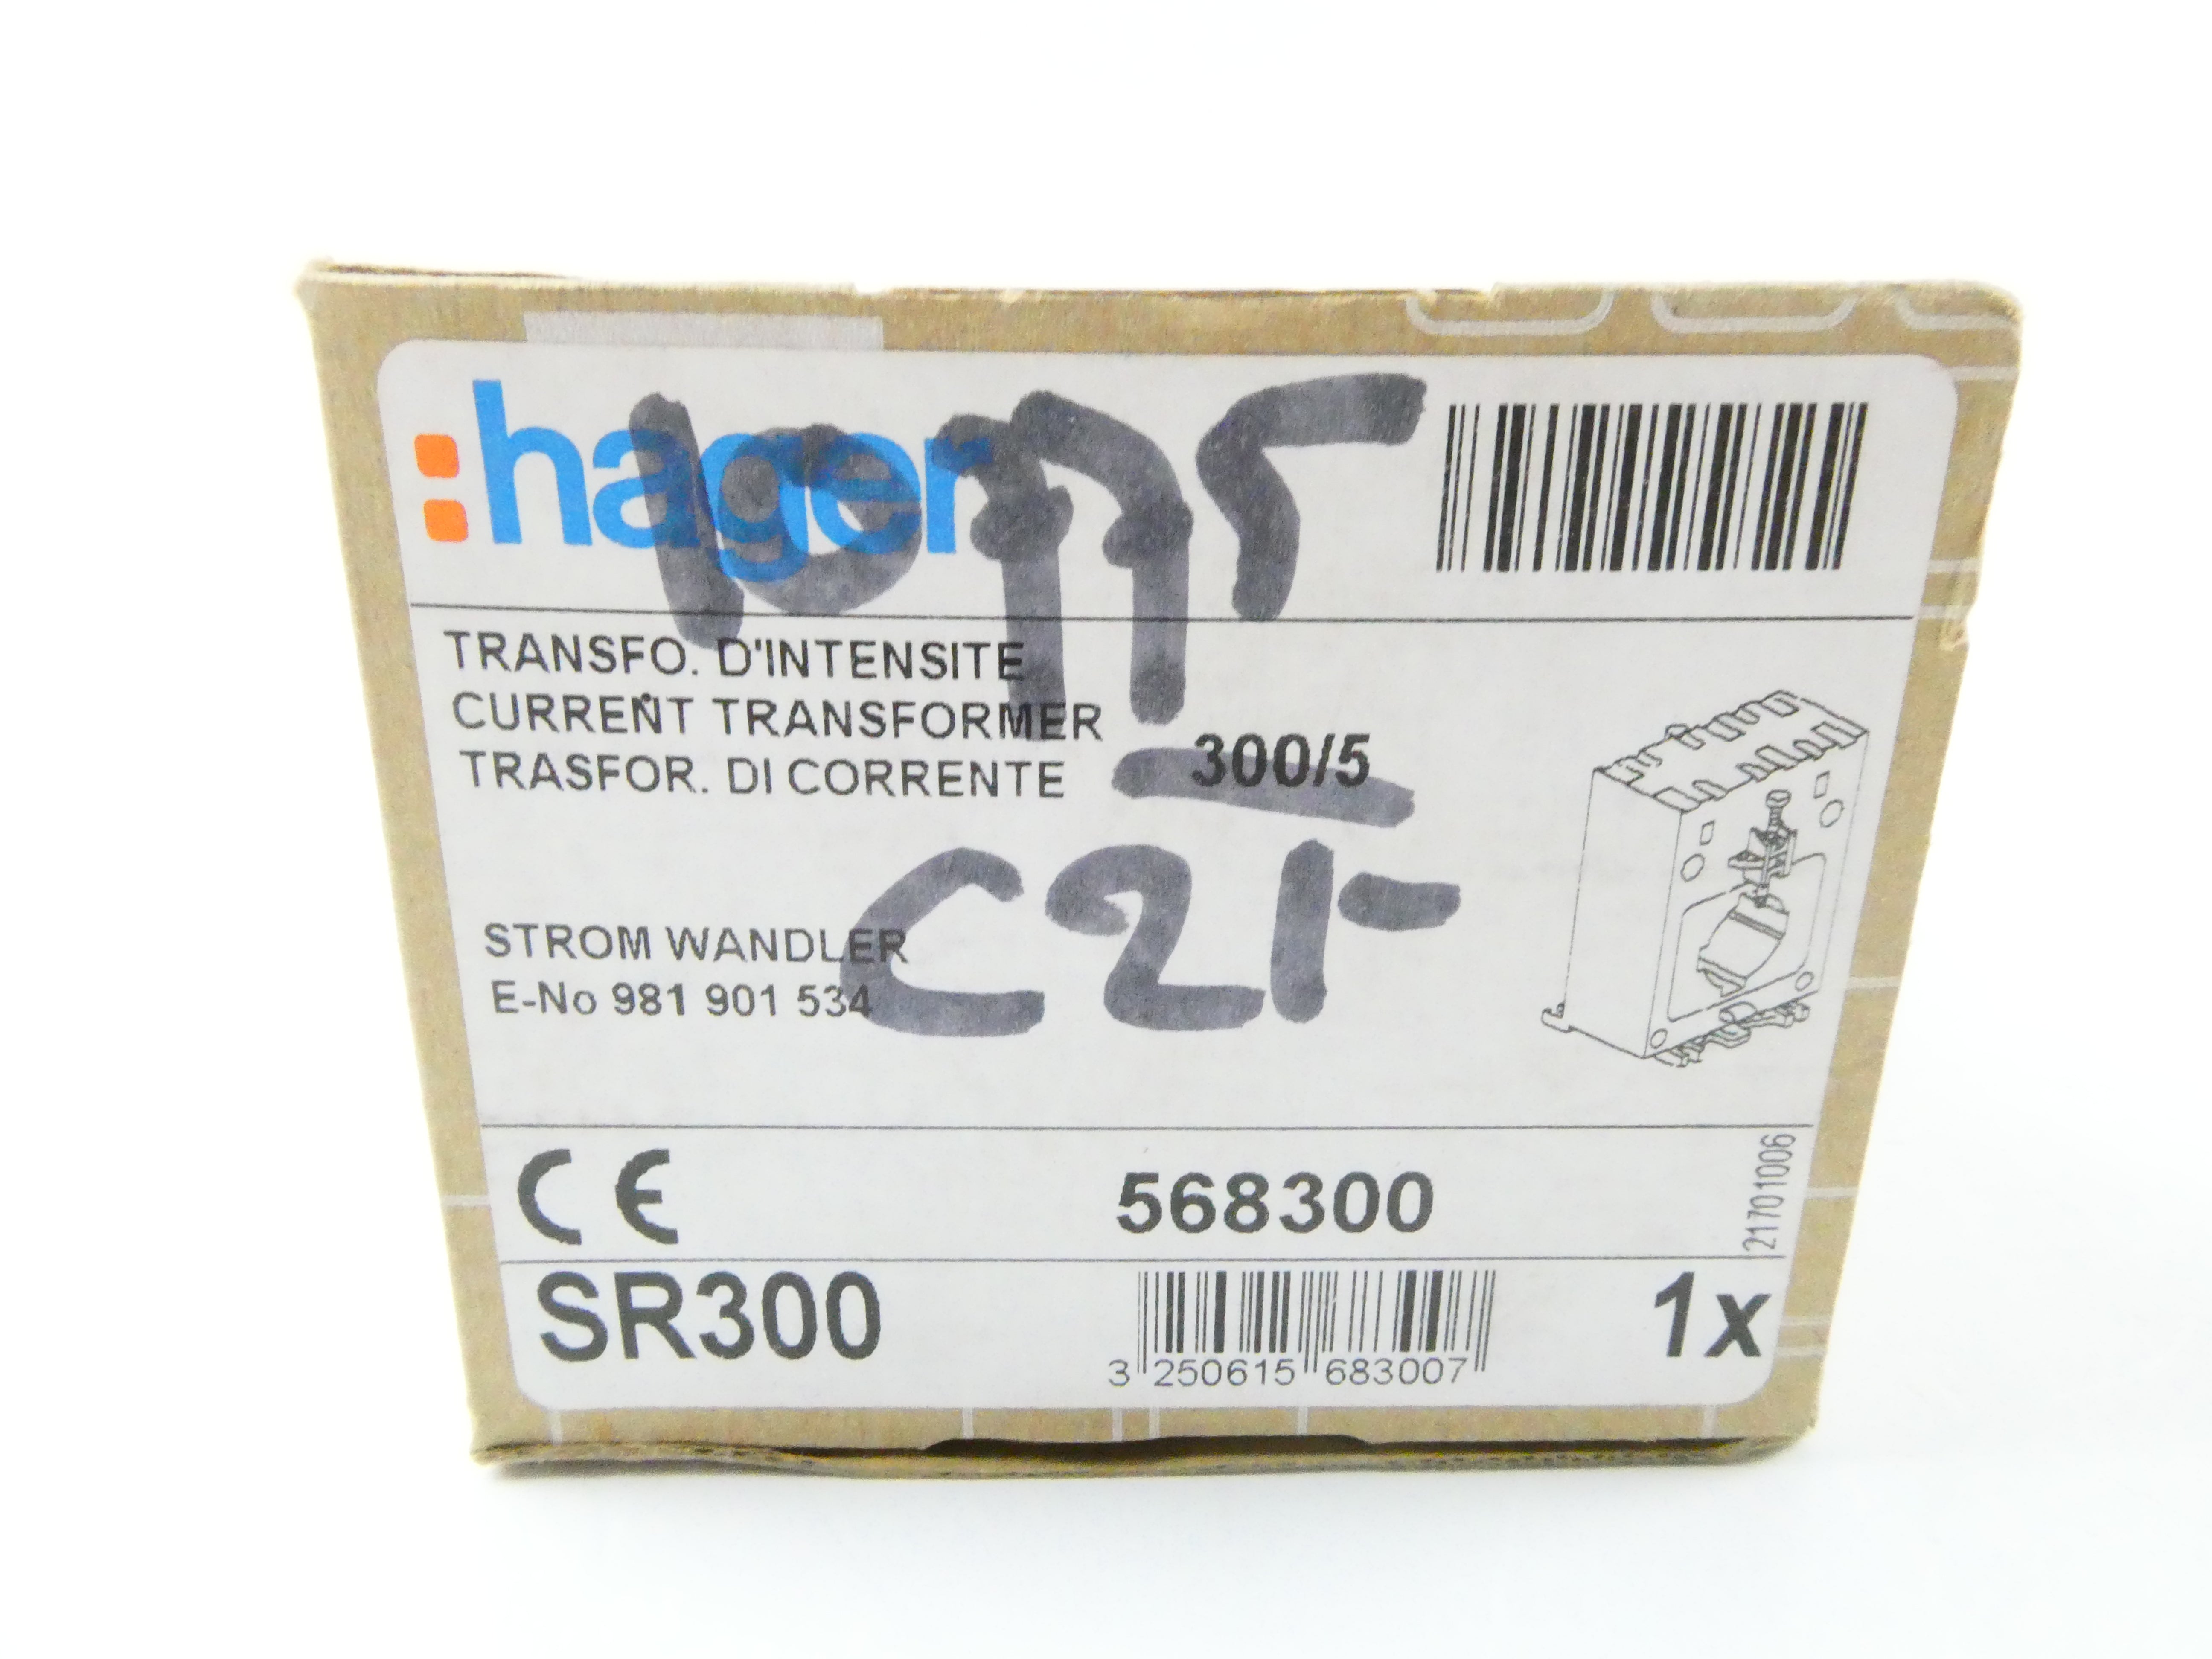 hager
TRANSFO. D'INTENSITE
CURRENT TRANSFORMER
TRASFOR. DI CORRENTE 300/5
C21-
STROM WANDLER
E-No 981 901 534
CE 568300
21701006
SR300
3 250615 683007
1x